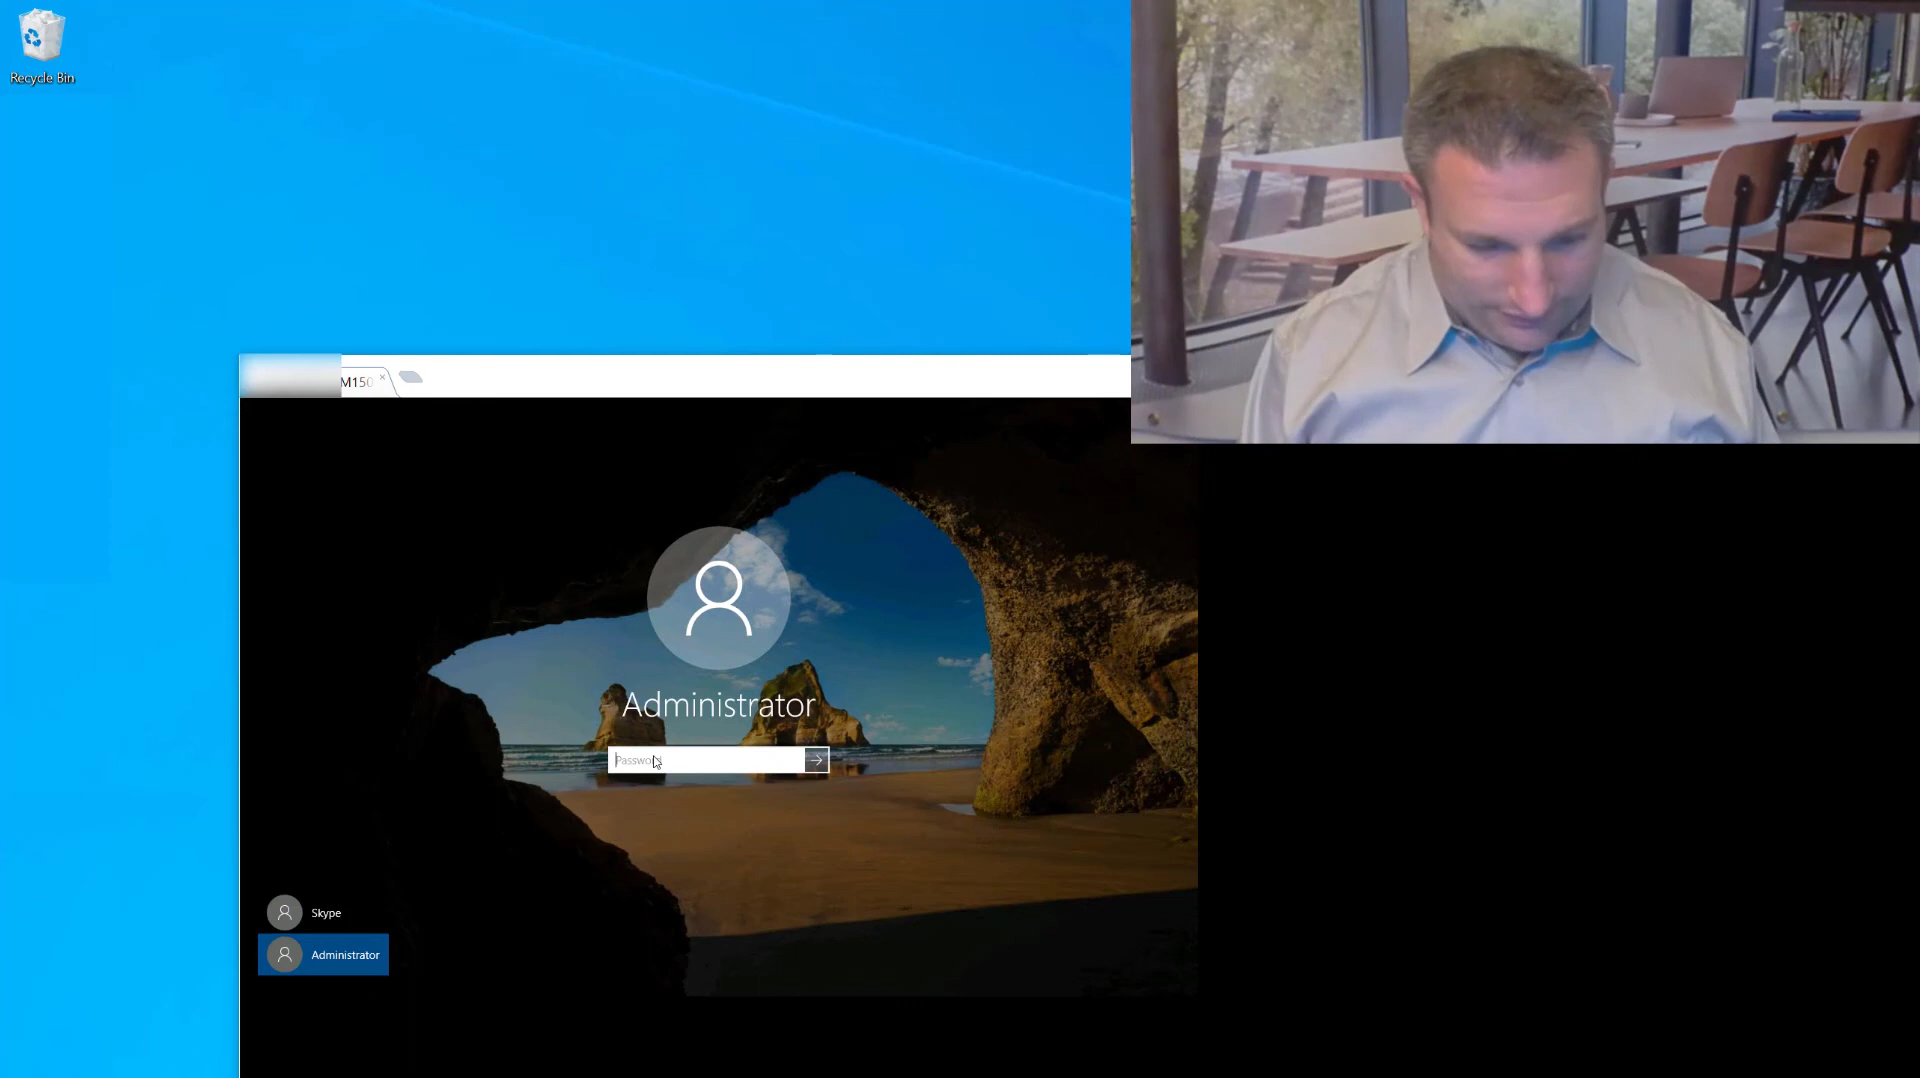 Recycle Bin
M150
Administrator
Password
Skype
Administrator